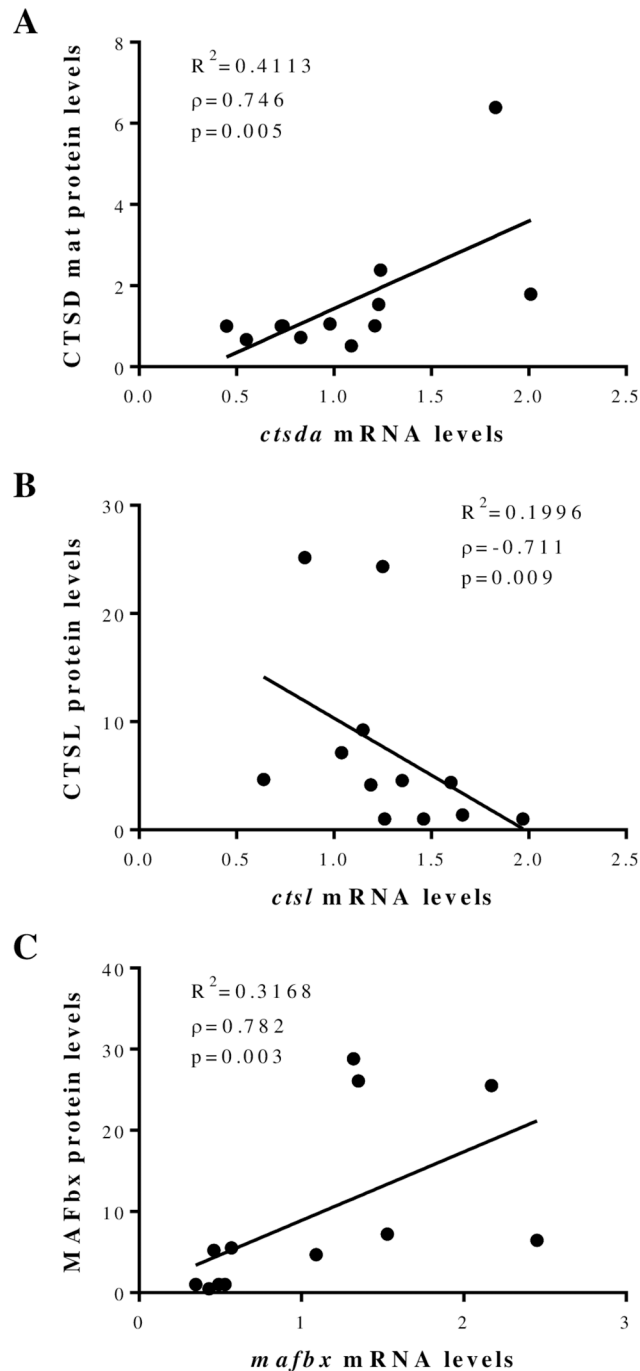 A
8
6
4
2
0
CTSD mat protein levels
R²=0.4113
ρ=0.746
p=0.005
0.0 0.5 1.0 1.5 2.0 2.5
ctsda mRNA levels
B
30
20
10
0
CTSL protein levels
R²=0.1996
ρ=-0.711
p=0.009
0.0 0.5 1.0 1.5 2.0 2.5
ctsl mRNA levels
C
40
30
20
10
0
MAFbx protein levels
R²=0.3168
ρ=0.782
p=0.003
0 1 2 3
mafbx mRNA levels